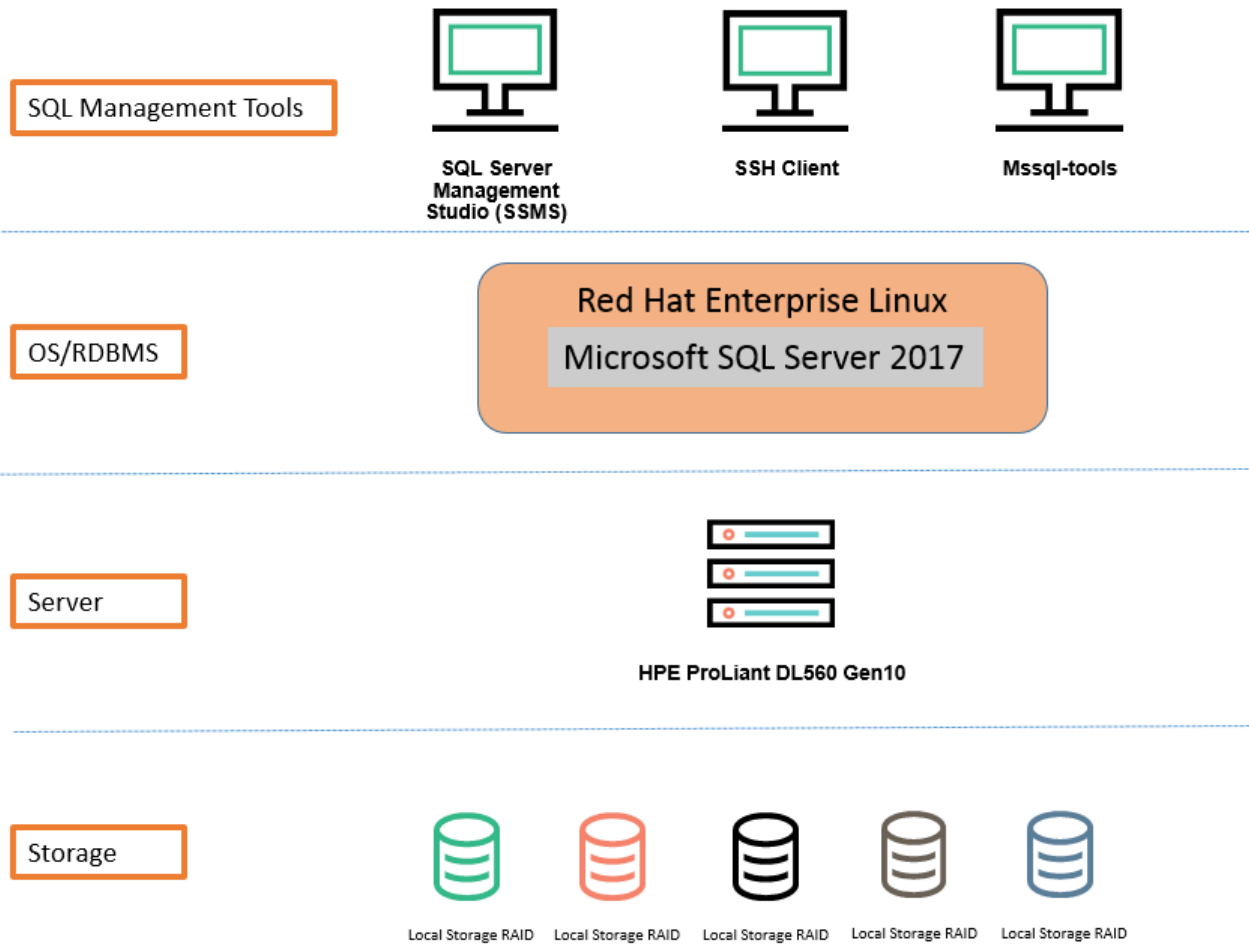 SQL Management Tools
SQL Server
Management
Studio (SSMS)
SSH Client
Mssql-tools
OS/RDBMS
Red Hat Enterprise Linux
Microsoft SQL Server 2017
Server
HPE ProLiant DL560 Gen10
Storage
Local Storage RAID
Local Storage RAID
Local Storage RAID
Local Storage RAID
Local Storage RAID